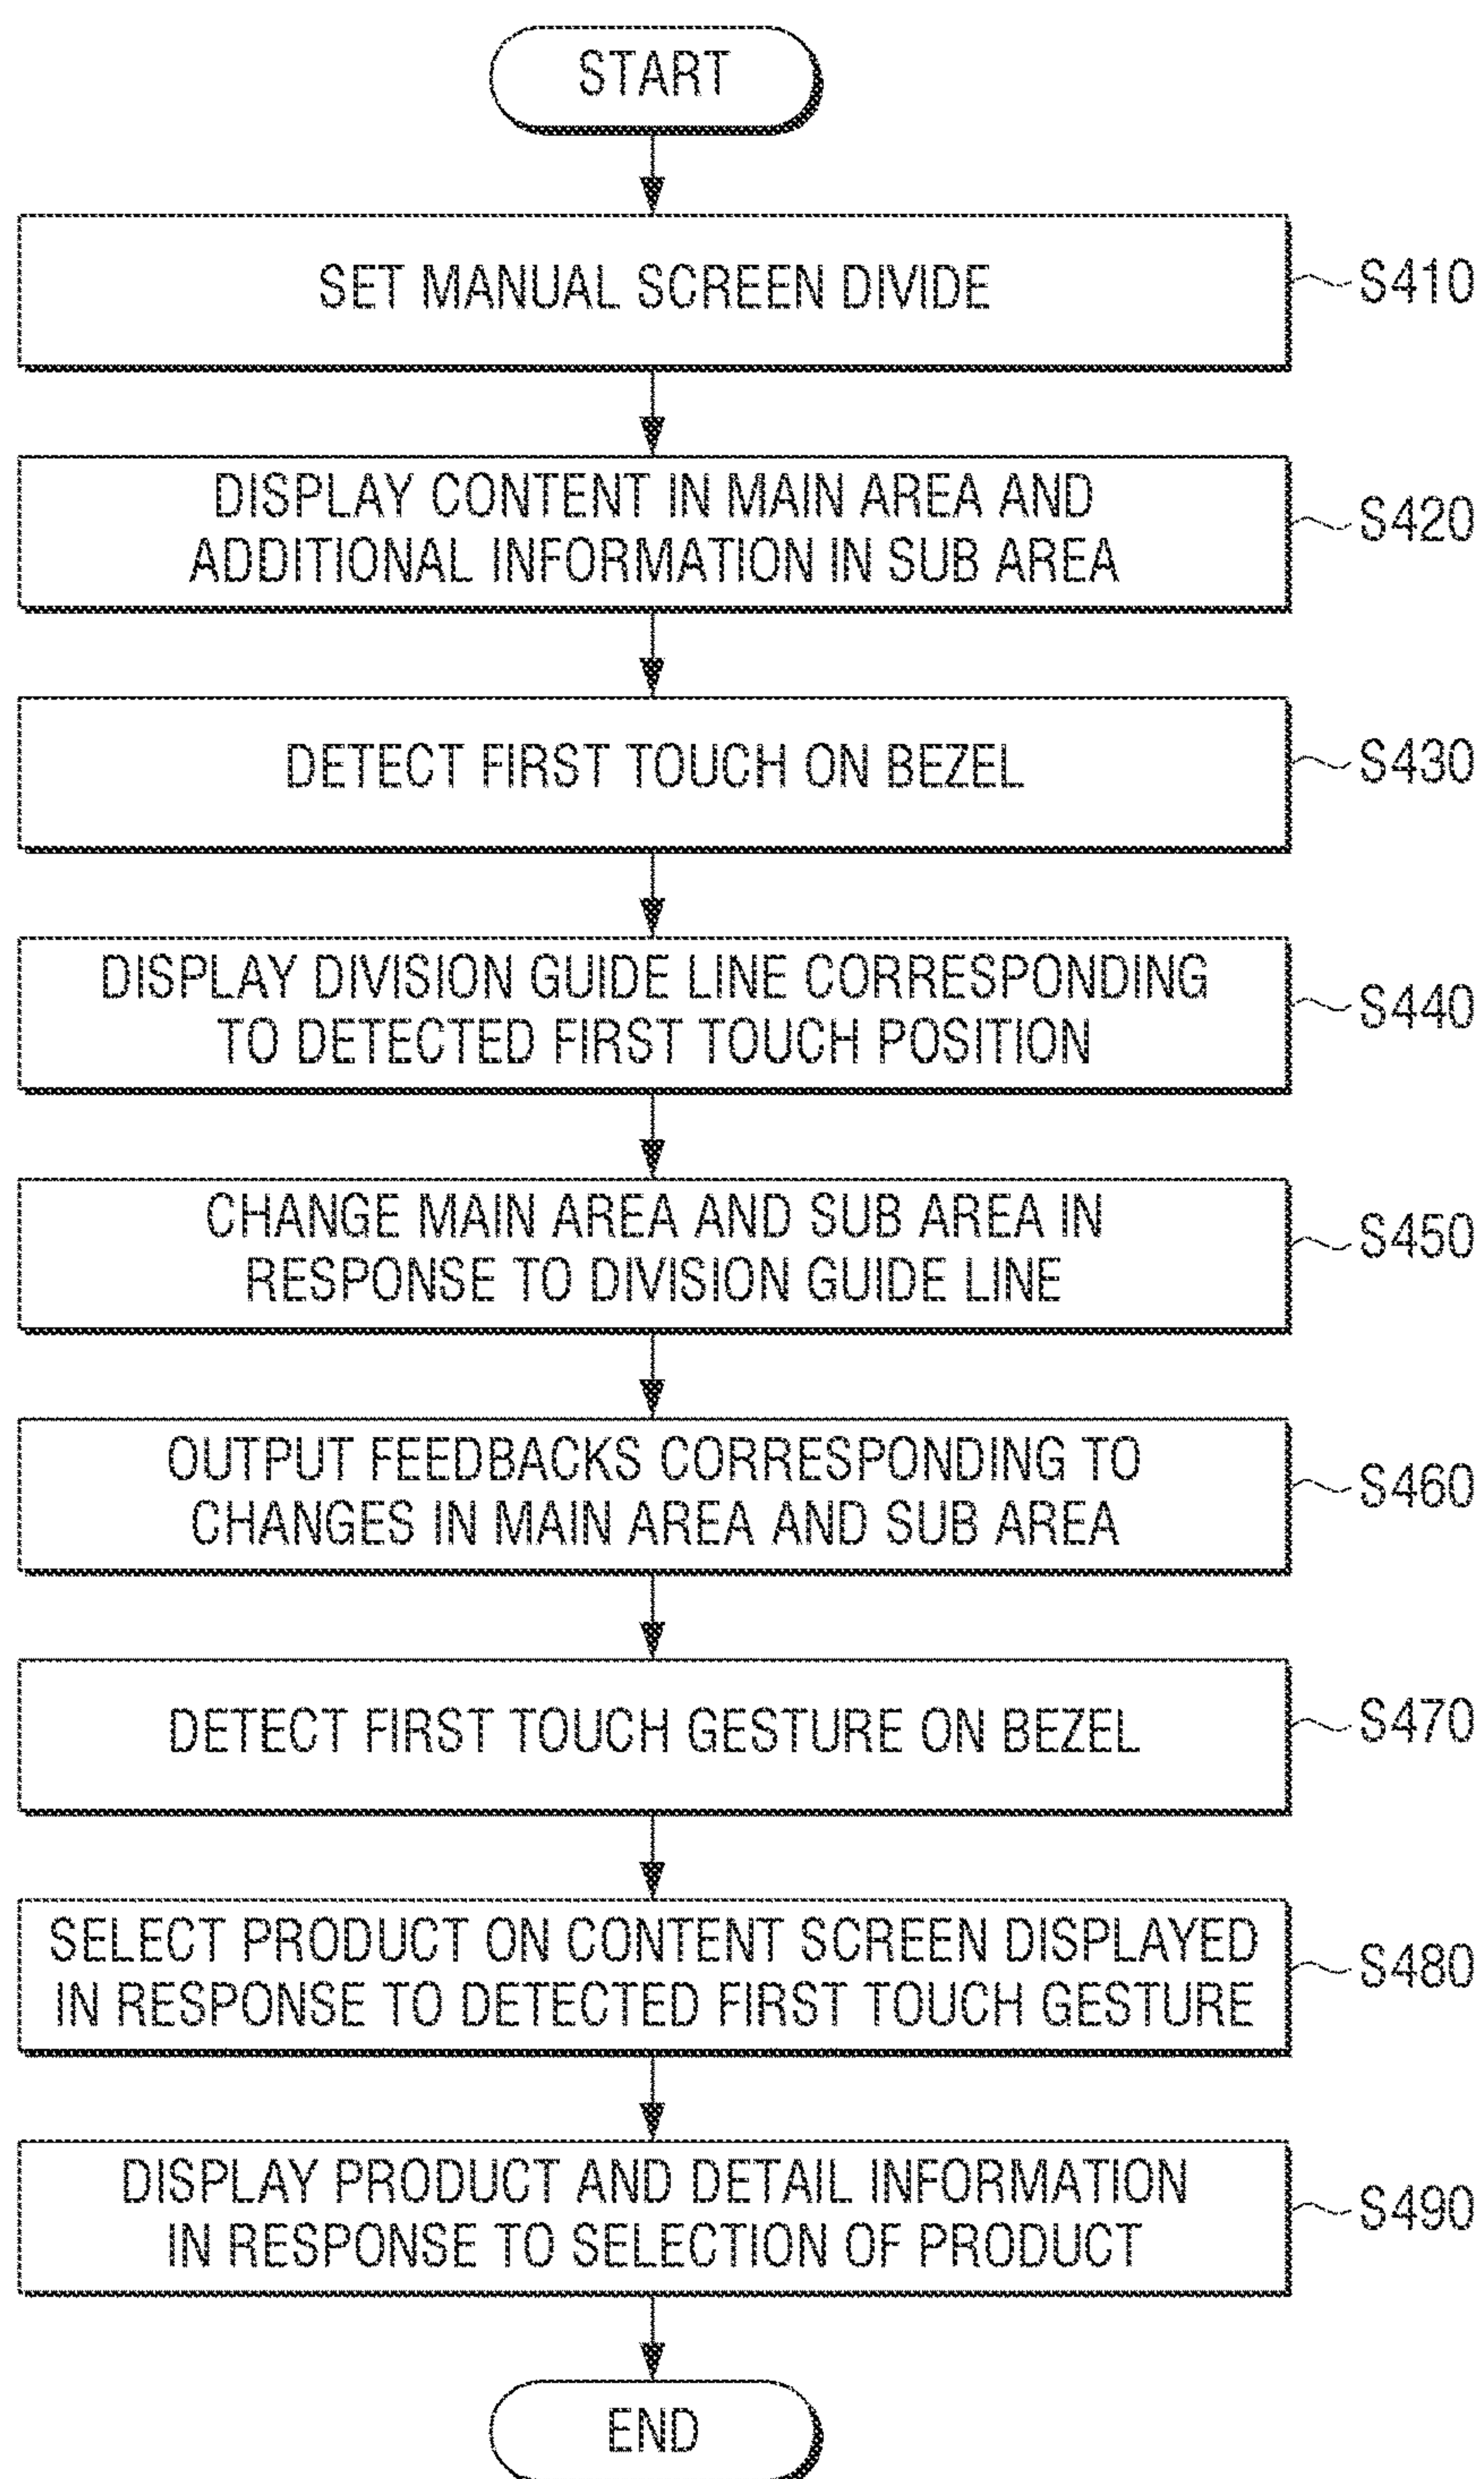 START
SET MANUAL SCREEN DIVIDE
S410
DISPLAY CONTENT IN MAIN AREA AND
ADDITIONAL INFORMATION IN SUB AREA
S420
DETECT FIRST TOUCH ON BEZEL
S430
DISPLAY DIVISION GUIDE LINE CORRESPONDING
TO DETECTED FIRST TOUCH POSITION
S440
CHANGE MAIN AREA AND SUB AREA IN
RESPONSE TO DIVISION GUIDE LINE
S450
OUTPUT FEEDBACKS CORRESPONDING TO
CHANGES IN MAIN AREA AND SUB AREA
S460
DETECT FIRST TOUCH GESTURE ON BEZEL
S470
SELECT PRODUCT ON CONTENT SCREEN DISPLAYED
IN RESPONSE TO DETECTED FIRST TOUCH GESTURE
S480
DISPLAY PRODUCT AND DETAIL INFORMATION
IN RESPONSE TO SELECTION OF PRODUCT
S490
END